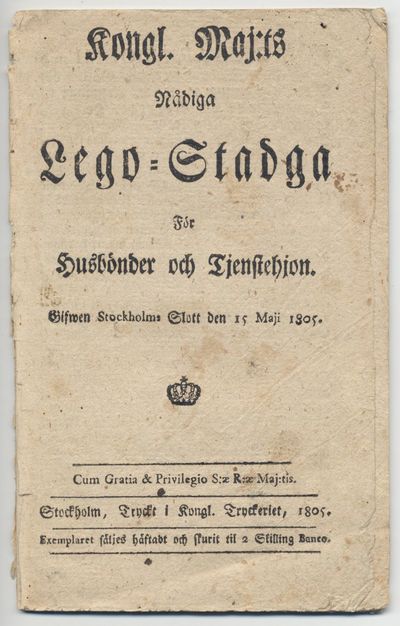 Kongl. Maj:ts
Nådiga
Lego-Stadga
För
Husbönder och Tjenstehjon.
Gifwen Stockholms Slott den 15 Maji 1805.
Cum Gratia & Privilegio S:æ R:æ Maj:tis.
Stockholm, Tryckt i Kongl. Tryckeriet, 1805.
Exemplaret säljes häftadt och skurit til 2 Skilling Banco.